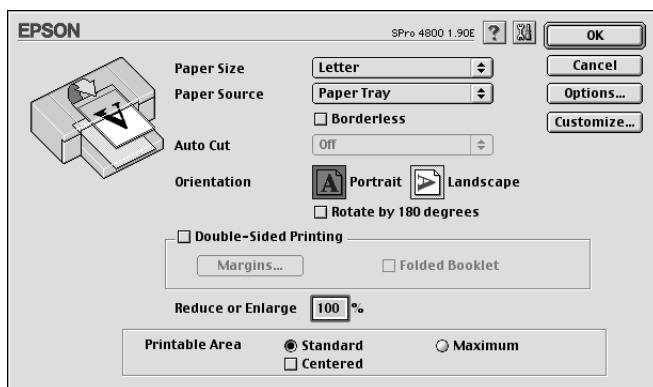 EPSON SPro 4800 1.90E ? OK
Paper Size Letter Cancel
Paper Source Paper Tray Options...
Borderless Customize...
Auto Cut Off
Orientation A Portrait A Landscape
Rotate by 180 degrees
Double-Sided Printing
Margins... Folded Booklet
Reduce or Enlarge 100 %
Printable Area Standard Maximum
Centered
A